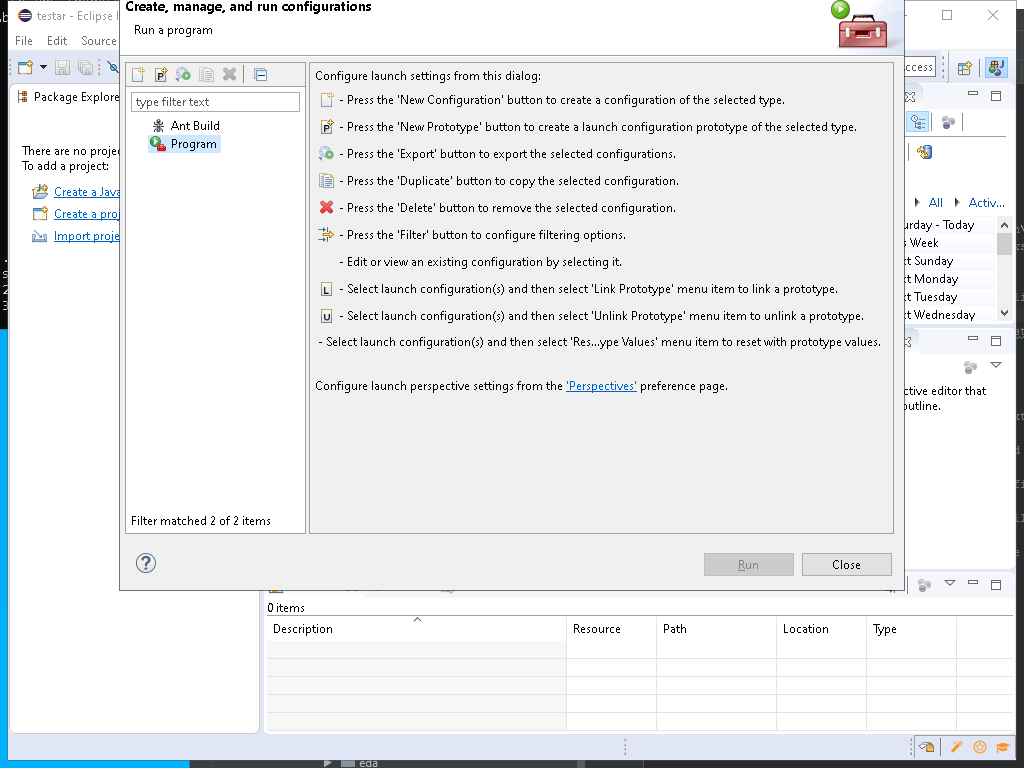 Create, manage, and run configurations
testar - Eclipse I
Run a program
File Edit Source
Configure launch settings from this dialog:
cess
- Press the 'New Configuration' button to create a configuration of the selected type.
Package Explore
type filter text
Ant Build
- Press the 'New Prototype' button to create a launch configuration prototype of the selected type.
Program
There are no projec
- Press the 'Export' button to export the selected configurations.
To add a project:
- Press the 'Duplicate' button to copy the selected configuration.
Create a Java
All Activ...
- Press the 'Delete' button to remove the selected configuration.
Create a proj
urday - Today
- Press the 'Filter' button to configure filtering options.
Import proje
s Week
- Edit or view an existing configuration by selecting it.
xt Sunday
xt Monday
- Select launch configuration(s) and then select 'Link Prototype' menu item to link a prototype.
xt Tuesday
- Select launch configuration(s) and then select 'Unlink Prototype' menu item to unlink a prototype.
xt Wednesday
- Select launch configuration(s) and then select 'Res...ype Values' menu item to reset with prototype values.
Configure launch perspective settings from the 'Perspectives' preference page.
ctive editor that
outline.
Filter matched 2 of 2 items
Run Close
0 items
Description Resource Path Location Type
eda